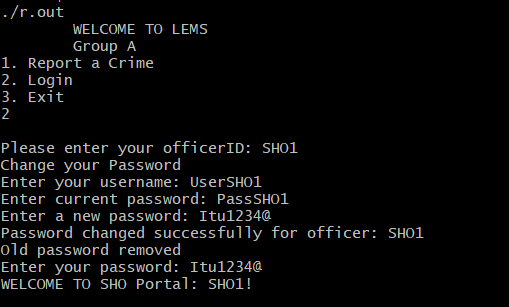 ./r.out
WELCOME TO LEMS
Group A
1. Report a Crime
2. Login
3. Exit
2
Please enter your officerID: SHO1
Change your Password
Enter your username: UserSHO1
Enter current password: PassSHO1
Enter a new password: Itu1234@
Password changed successfully for officer: SHO1
Old password removed
Enter your password: Itu1234@
WELCOME TO SHO Portal: SHO1!